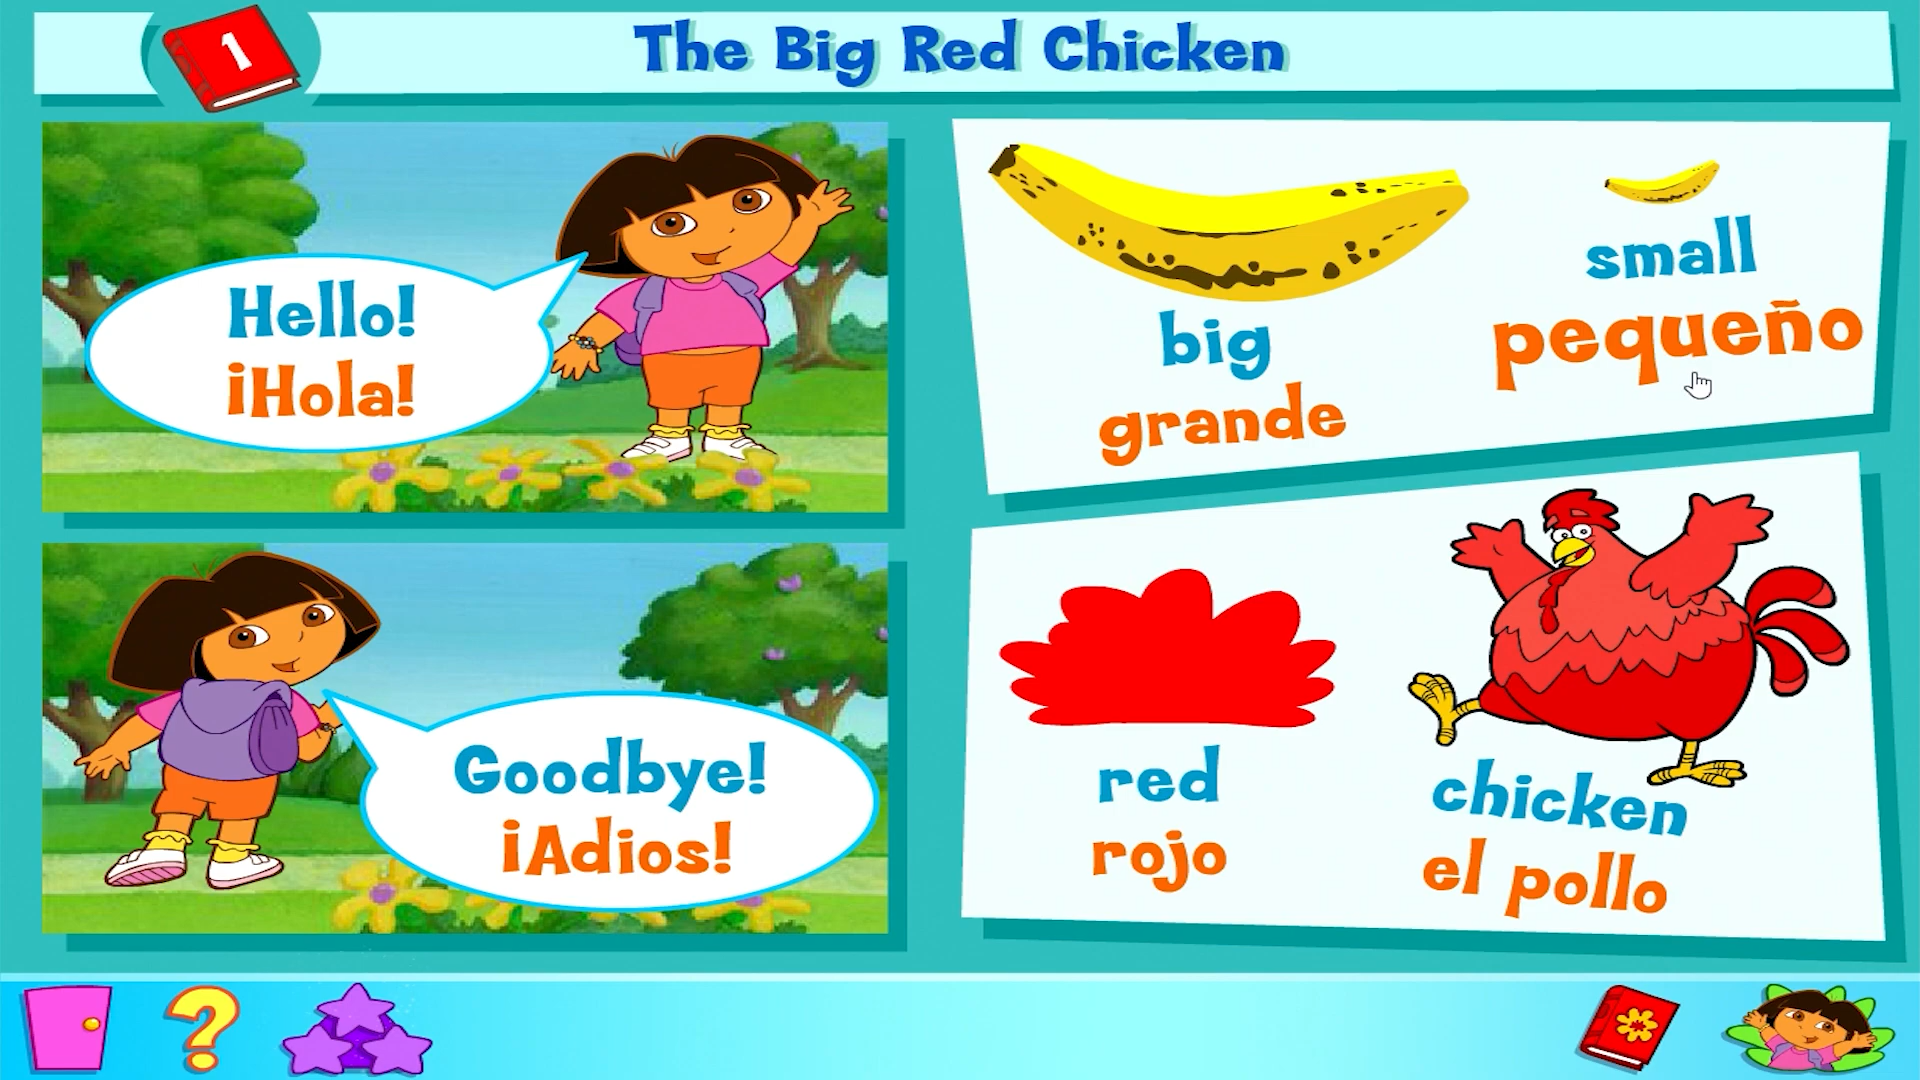 1
The Big Red Chicken
Hello!
¡Hola!
Goodbye!
¡Adios!
big
grande
small
pequeño
red
rojo
chicken
el pollo
?